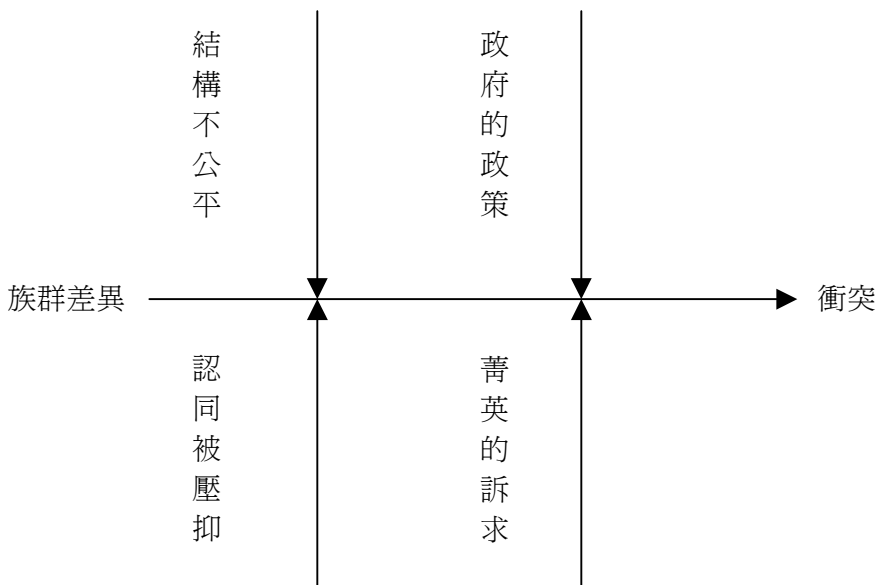 結構不公平
政府的政策
族群差異
衝突
認同被壓抑
菁英的訴求